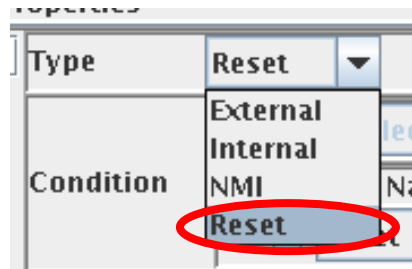 Type Reset
External
Internal
Condition NMI
Reset